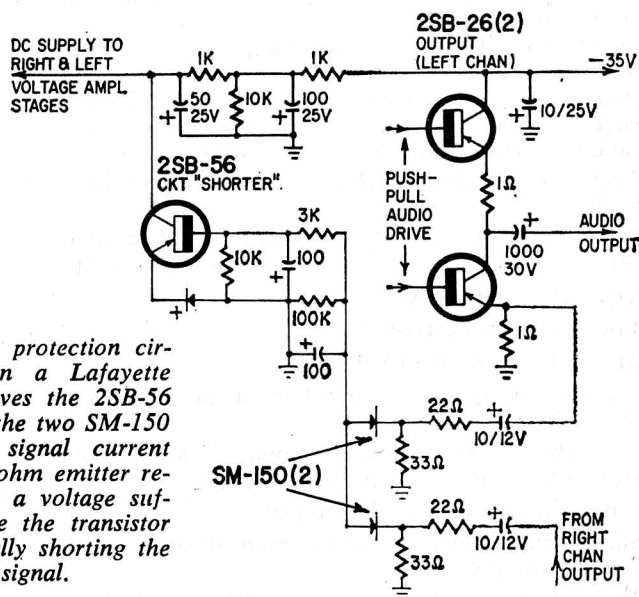 2SB-26(2)
OUTPUT
(LEFT CHAN)
DC SUPPLY TO
RIGHT & LEFT
VOLTAGE AMPL
STAGES
1K
1K
−35V
50
25V
10K
100
25V
10/25V
2SB-56
CKT "SHORTER".
PUSH-
PULL
AUDIO
DRIVE
1Ω
3K
10K
100
AUDIO
OUTPUT
1000
30V
100K
1Ω
100
protection cir-
n a Lafayette
ves the 2SB-56
the two SM-150
signal current
ohm emitter re-
a voltage suf-
e the transistor
lly shorting the
signal.
22Ω
10/12V
SM-150(2)
33Ω
22Ω
10/12V
33Ω
FROM
RIGHT
CHAN
OUTPUT